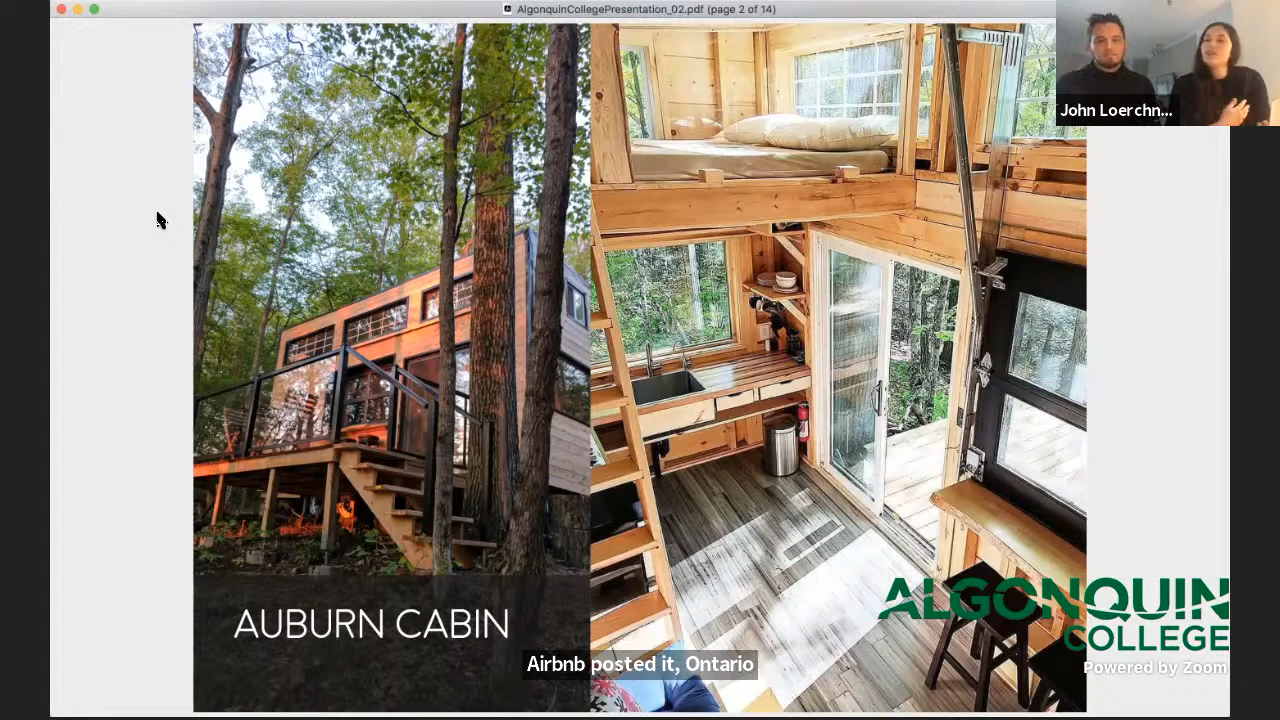 AlgonquinCollegePresentation_02.pdf (page 2 of 14)
John Loerchn...
AUBURN CABIN
ALGONQUIN
COLLEGE
Powered by Zoom
Airbnb posted it, Ontario